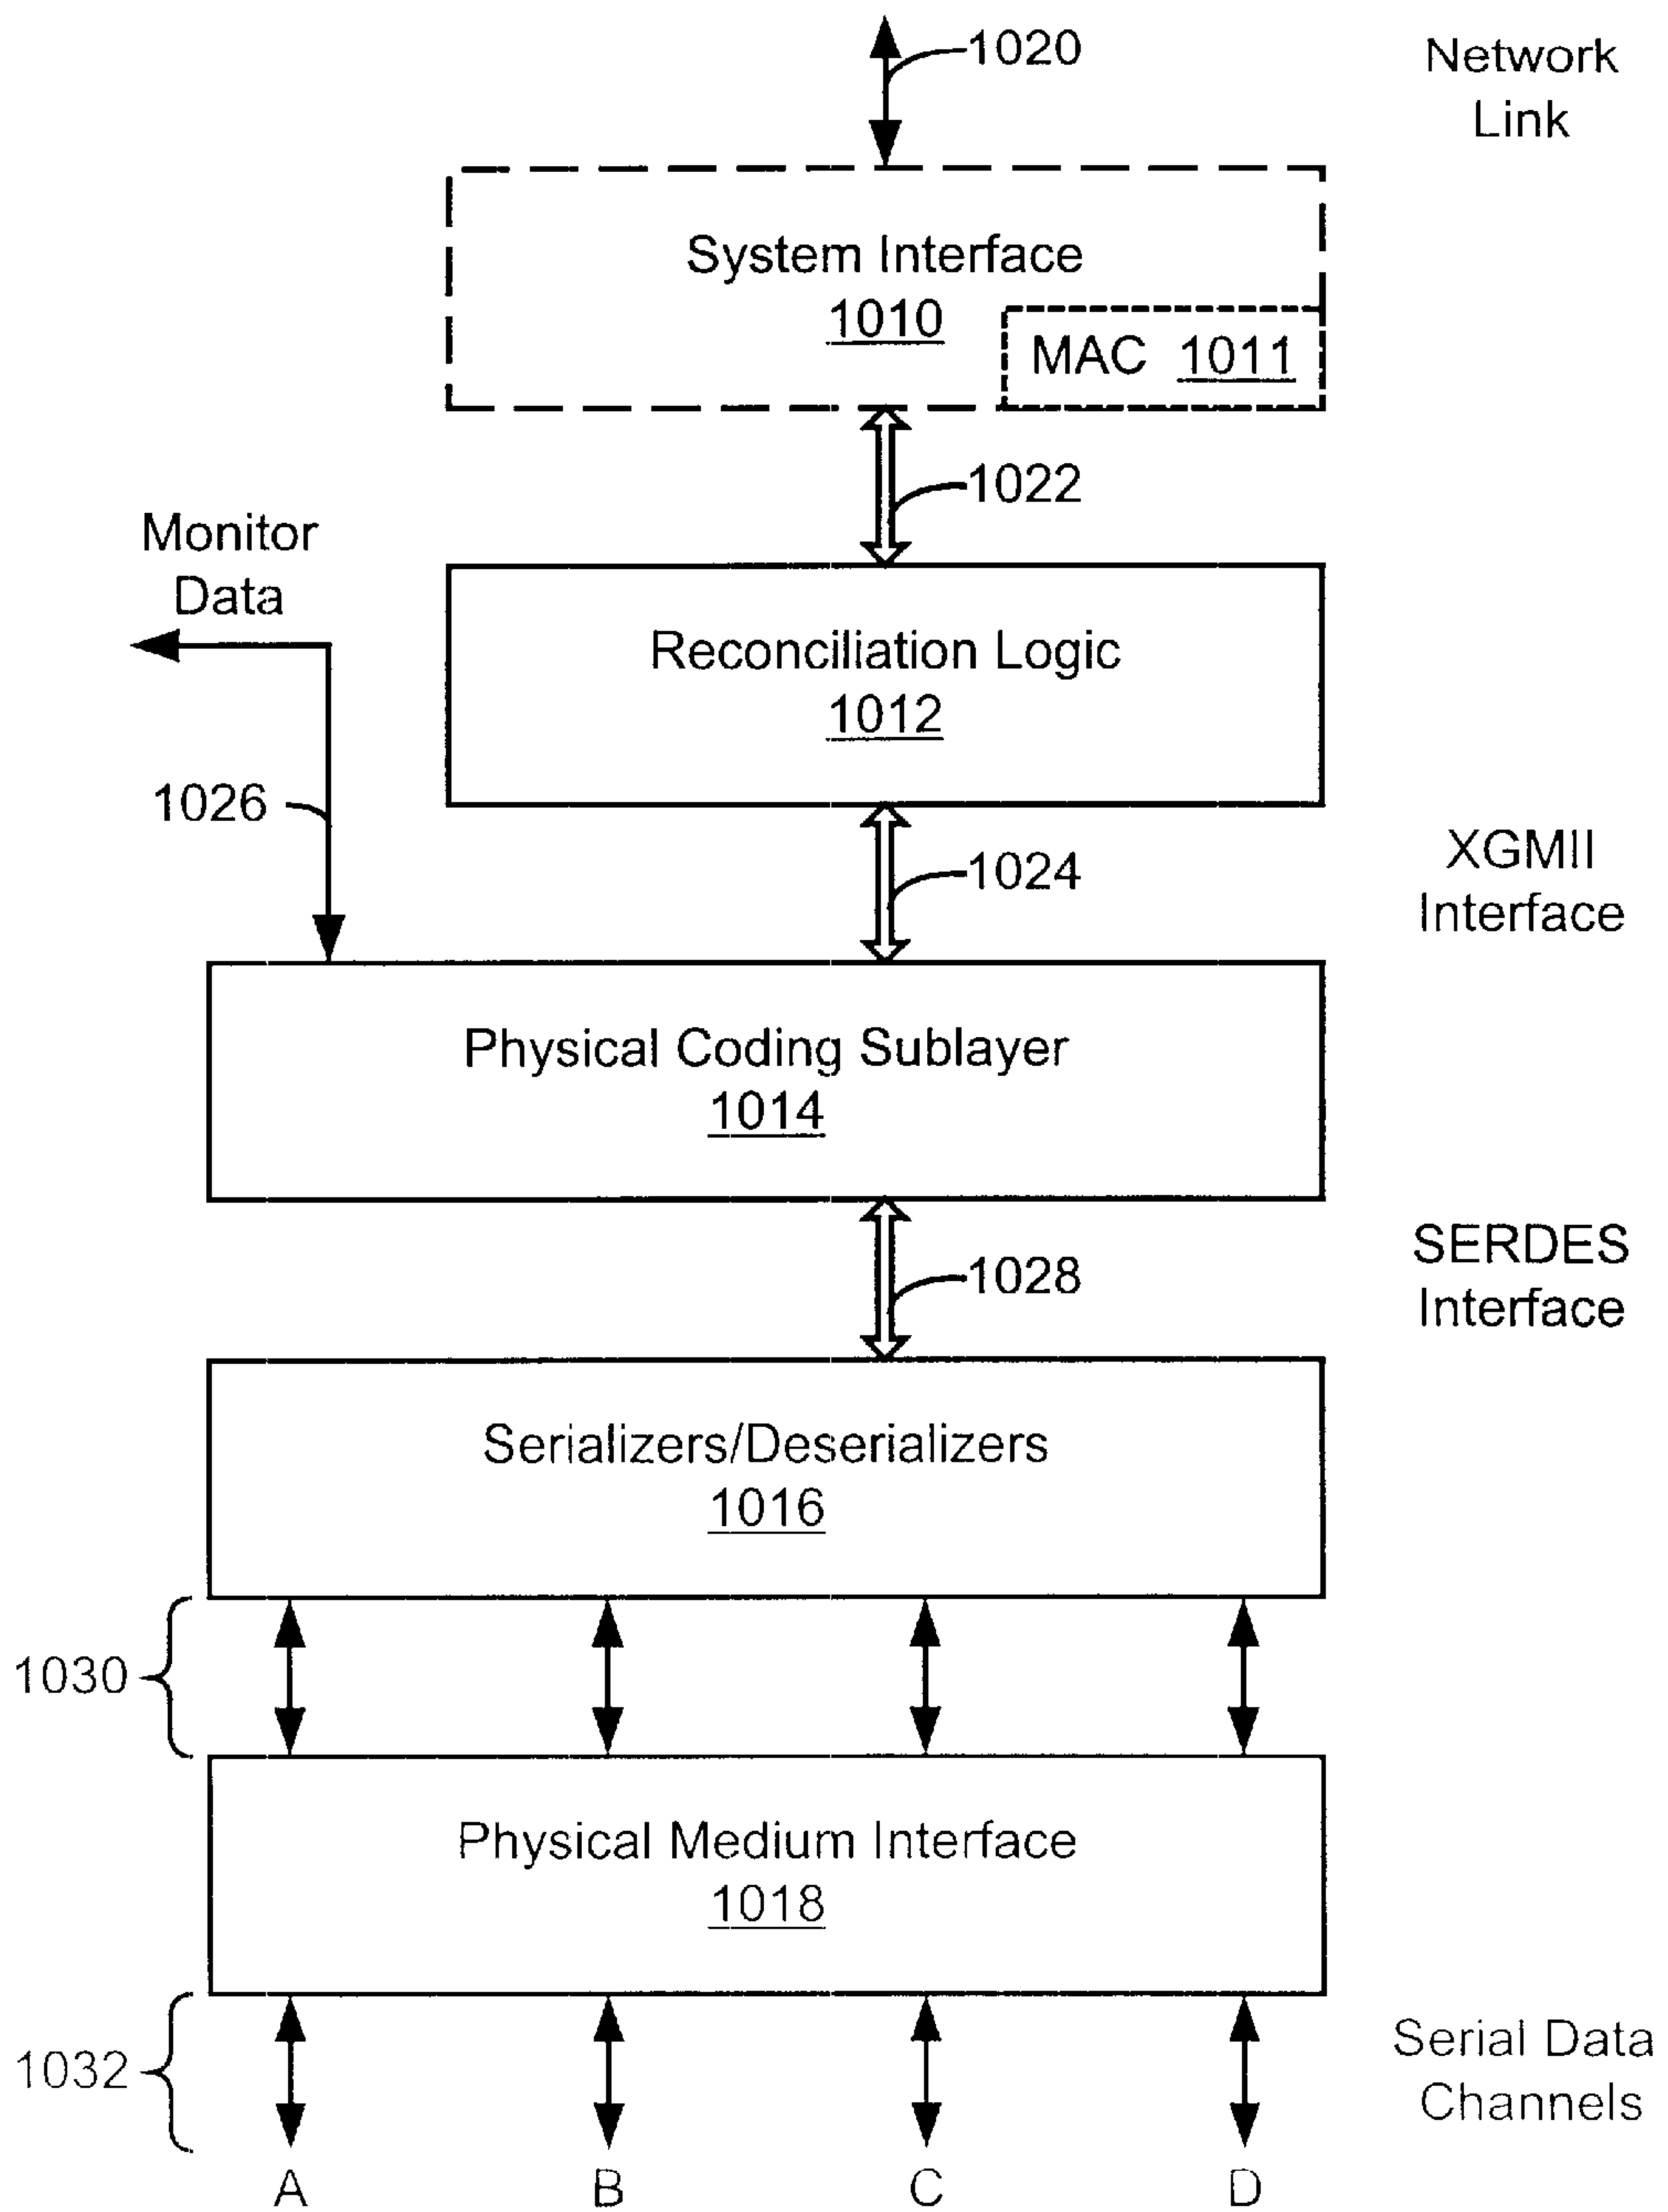 1020
Network
Link
System Interface
1010
MAC 1011
1022
Monitor
Data
Reconciliation Logic
1012
1026
1024
XGMII
Interface
Physical Coding Sublayer
1014
SERDES
Interface
1028
Serializers/Deserializers
1016
1030
Physical Medium Interface
1018
1032
Serial Data
Channels
A B C D